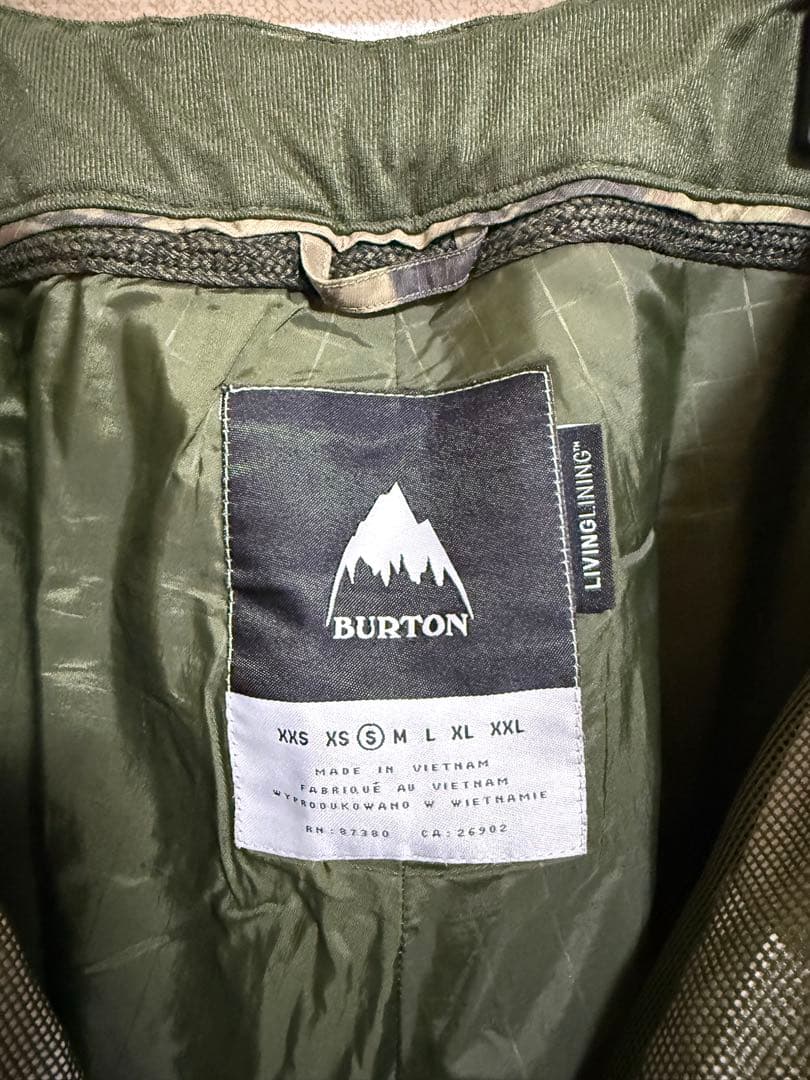 BURTON
LIVINGLINING™
XXS XS S M L XL XXL
MADE IN VIETNAM
FABRIQUÉ AU VIETNAM
WYPRODUKOWANO W WIETNAMIE
RN: 87380 CA: 26902